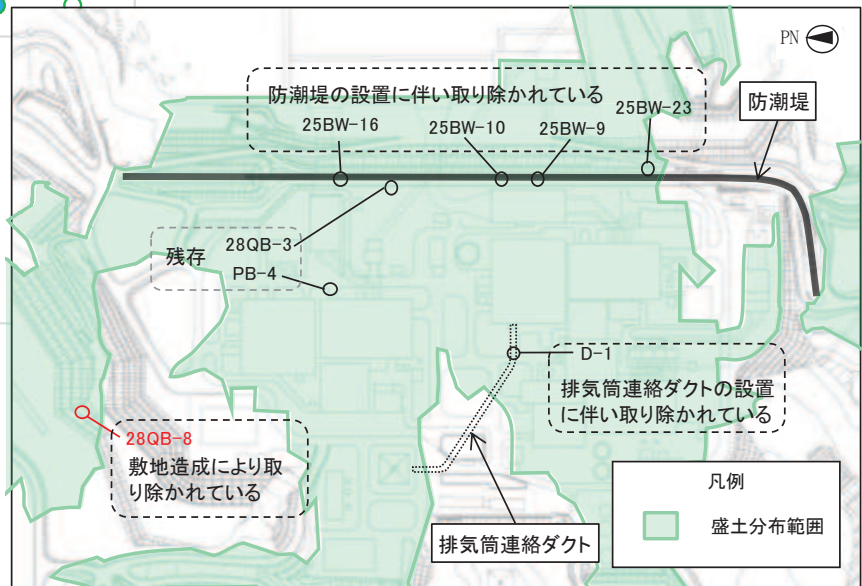 PN
防潮堤の設置に伴い取り除かれている
25BW-16
25BW-10
25BW-9
25BW-23
防潮堤
残存
28QB-3
PB-4
D-1
排気筒連絡ダクトの設置
に伴い取り除かれている
28QB-8
敷地造成により取
り除かれている
排気筒連絡ダクト
凡例
盛土分布範囲